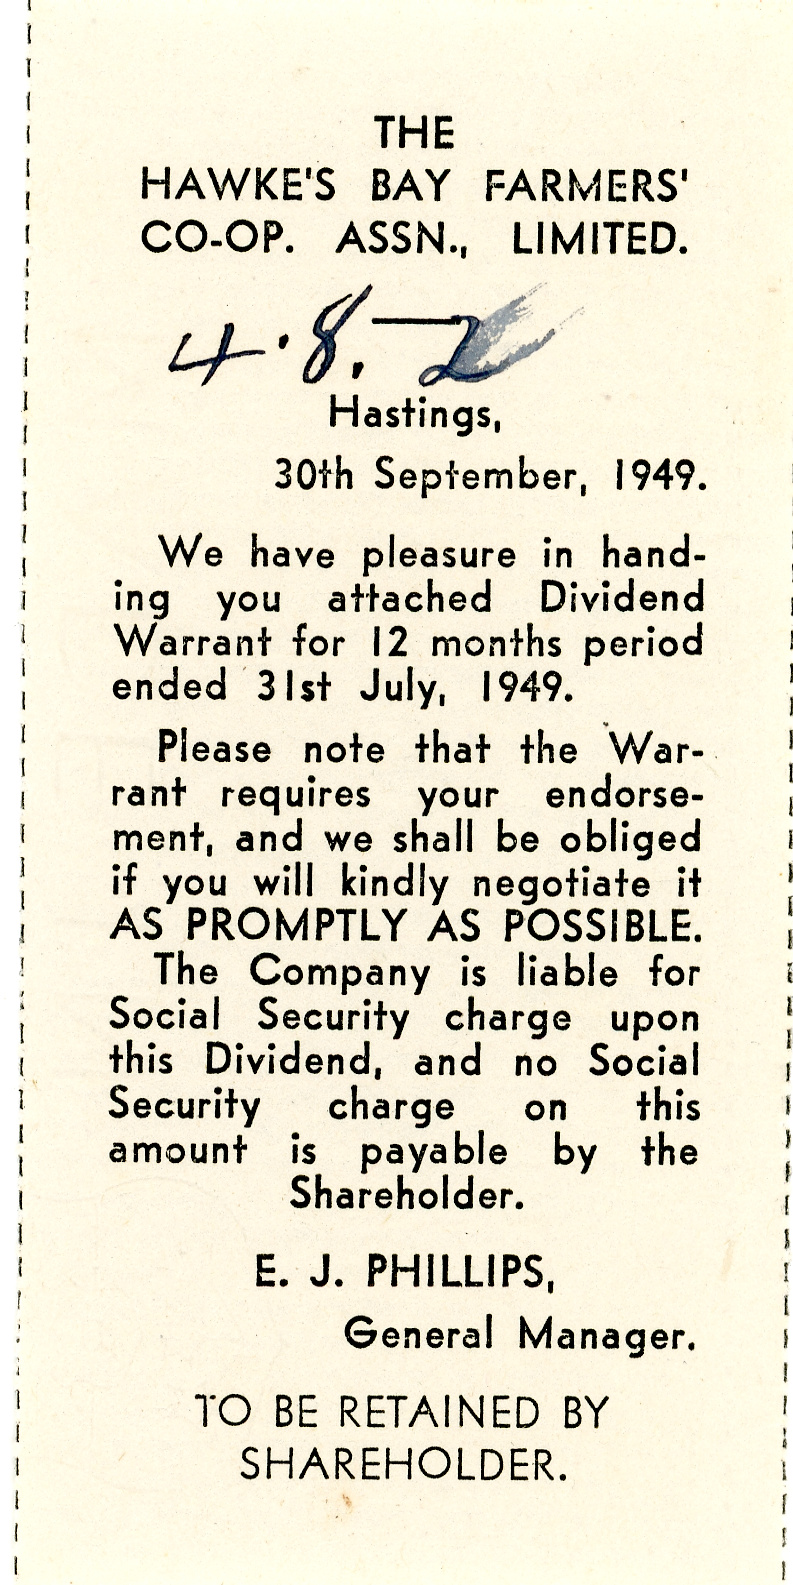 THE
HAWKE'S BAY FARMERS'
CO-OP. ASSN., LIMITED.
4.8.—2
Hastings,
30th September, 1949.
We have pleasure in hand-
ing you attached Dividend
Warrant for 12 months period
ended 31st July, 1949.
Please note that the War-
rant requires your endorse-
ment, and we shall be obliged
if you will kindly negotiate it
AS PROMPTLY AS POSSIBLE.
The Company is liable for
Social Security charge upon
this Dividend, and no Social
Security charge on this
amount is payable by the
Shareholder.
E. J. PHILLIPS,
General Manager.
TO BE RETAINED BY
SHAREHOLDER.